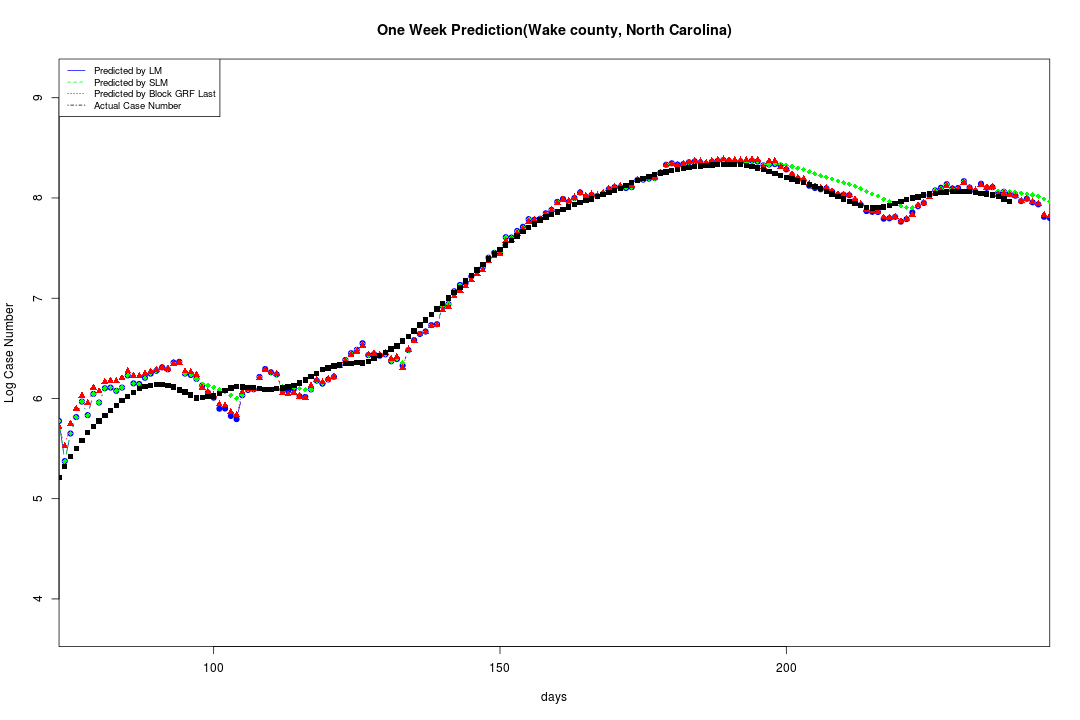 One Week Prediction(Wake county, North Carolina)
Predicted by LM
Predicted by SLM
Predicted by Block GRF Last
Actual Case Number
9
8
7
6
5
4
Log Case Number
100 150 200
days